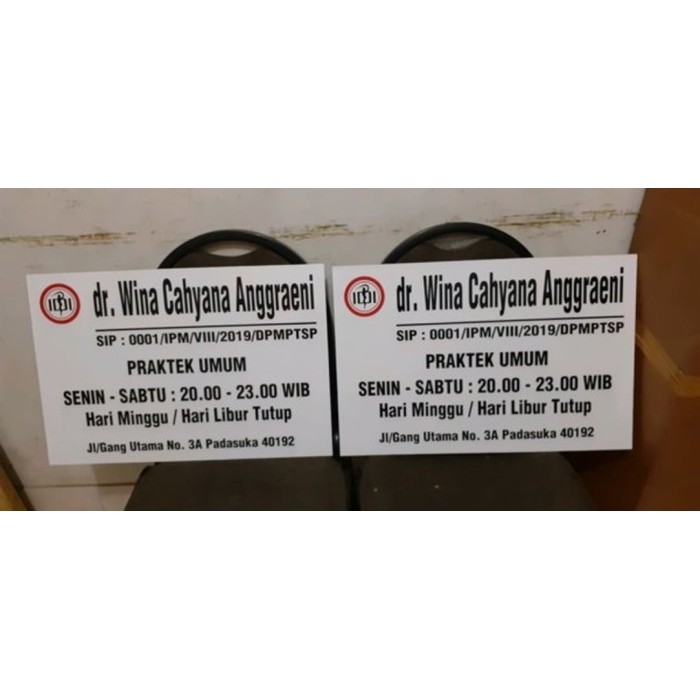 dr. Wina Cahyana Anggraeni
SIP : 0001/IPM/VIII/2019/DPMPTSP
PRAKTEK UMUM
SENIN - SABTU : 20.00 - 23.00 WIB
Hari Minggu / Hari Libur Tutup
Jl/Gang Utama No. 3A Padasuka 40192
dr. Wina Cahyana Anggraeni
SIP : 0001/IPM/VIII/2019/DPMPTSP
PRAKTEK UMUM
SENIN - SABTU : 20.00 - 23.00 WIB
Hari Minggu / Hari Libur Tutup
Jl/Gang Utama No. 3A Padasuka 40192